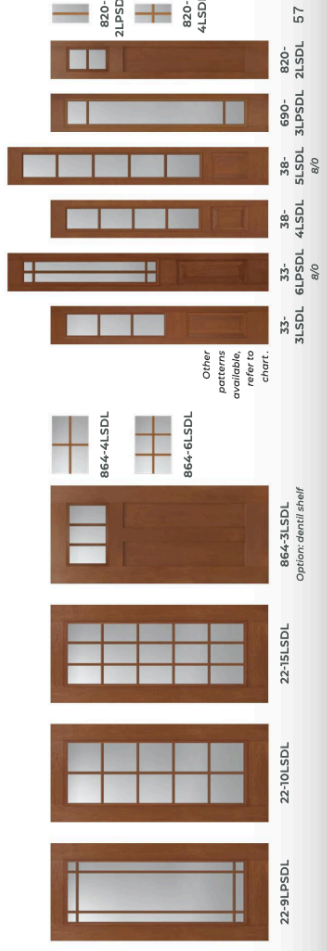 22-9LPSDL
22-10LSDL
22-15LSDL
864-3LSDL
Option: dentil shelf
864-4LSDL
864-6LSDL
Other
patterns
available,
refer to
chart.
33-
3LSDL
33-
6LPSDL
8/0
38-
4LSDL
38-
5LSDL
8/0
690-
3LPSDL
820-
2LSDL
820-
2LPSDL
820-
4LSDL
57